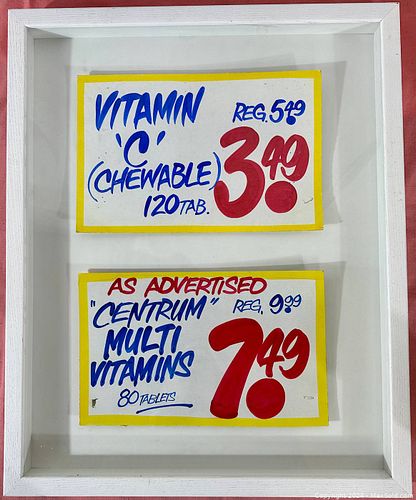 VITAMIN
'C'
(CHEWABLE)
120 TAB.
REG. 5.49
3.49
AS ADVERTISED
"CENTRUM"
MULTI
VITAMINS
80 TABLETS
REG. 9.99
7.49